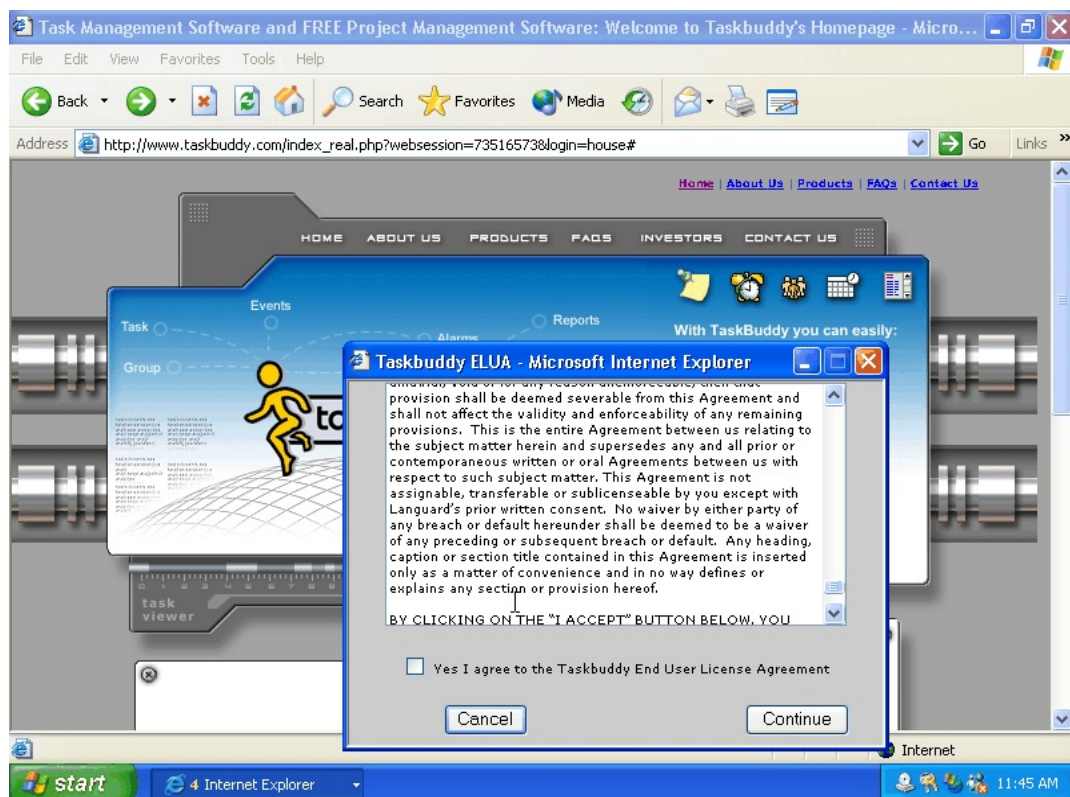 Task Management Software and FREE Project Management Software: Welcome to Taskbuddy's Homepage - Micro...
File Edit View Favorites Tools Help
Back Search Favorites Media
Address http://www.taskbuddy.com/index_real.php?websession=73516573&login=house# Go Links »
Home | About Us | Products | FAQs | Contact Us
HOME ABOUT US PRODUCTS FAQS INVESTORS CONTACT US
Events
Task
Alarms
Reports
With TaskBuddy you can easily:
Group
Taskbuddy ELUA - Microsoft Internet Explorer
provision shall be deemed severable from this Agreement and
shall not affect the validity and enforceability of any remaining
provisions. This is the entire Agreement between us relating to
the subject matter herein and supersedes any and all prior or
contemporaneous written or oral Agreements between us with
respect to such subject matter. This Agreement is not
assignable, transferable or sublicenseable by you except with
Languard's prior written consent. No waiver by either party of
any breach or default hereunder shall be deemed to be a waiver
of any preceding or subsequent breach or default. Any heading,
caption or section title contained in this Agreement is inserted
only as a matter of convenience and in no way defines or
explains any section or provision hereof.
BY CLICKING ON THE "I ACCEPT" BUTTON BELOW, YOU
Yes I agree to the Taskbuddy End User License Agreement
Cancel Continue
task
viewer
Internet
start 4 Internet Explorer 11:45 AM